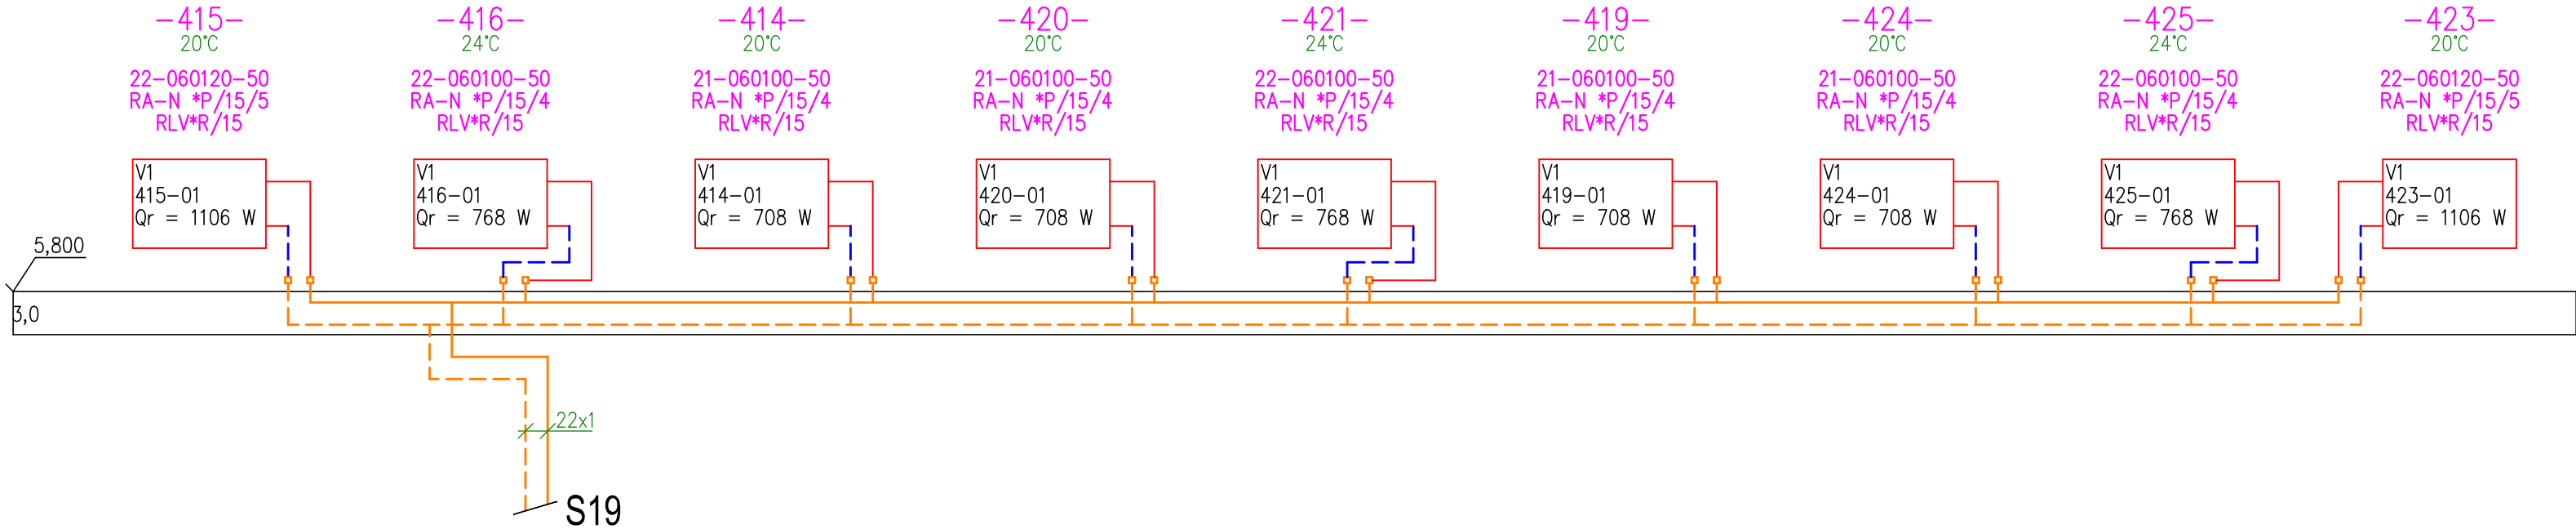 -415-
20°C
22-060120-50
RA-N *P/15/5
RLV*R/15
V1
415-01
Qr = 1106 W
-416-
24°C
22-060100-50
RA-N *P/15/4
RLV*R/15
V1
416-01
Qr = 768 W
-414-
20°C
21-060100-50
RA-N *P/15/4
RLV*R/15
V1
414-01
Qr = 708 W
-420-
20°C
21-060100-50
RA-N *P/15/4
RLV*R/15
V1
420-01
Qr = 708 W
-421-
24°C
22-060100-50
RA-N *P/15/4
RLV*R/15
V1
421-01
Qr = 768 W
-419-
20°C
21-060100-50
RA-N *P/15/4
RLV*R/15
V1
419-01
Qr = 708 W
-424-
20°C
21-060100-50
RA-N *P/15/4
RLV*R/15
V1
424-01
Qr = 708 W
-425-
24°C
22-060100-50
RA-N *P/15/4
RLV*R/15
V1
425-01
Qr = 768 W
-423-
20°C
22-060120-50
RA-N *P/15/5
RLV*R/15
V1
423-01
Qr = 1106 W
5,800
3,0
22x1
S19